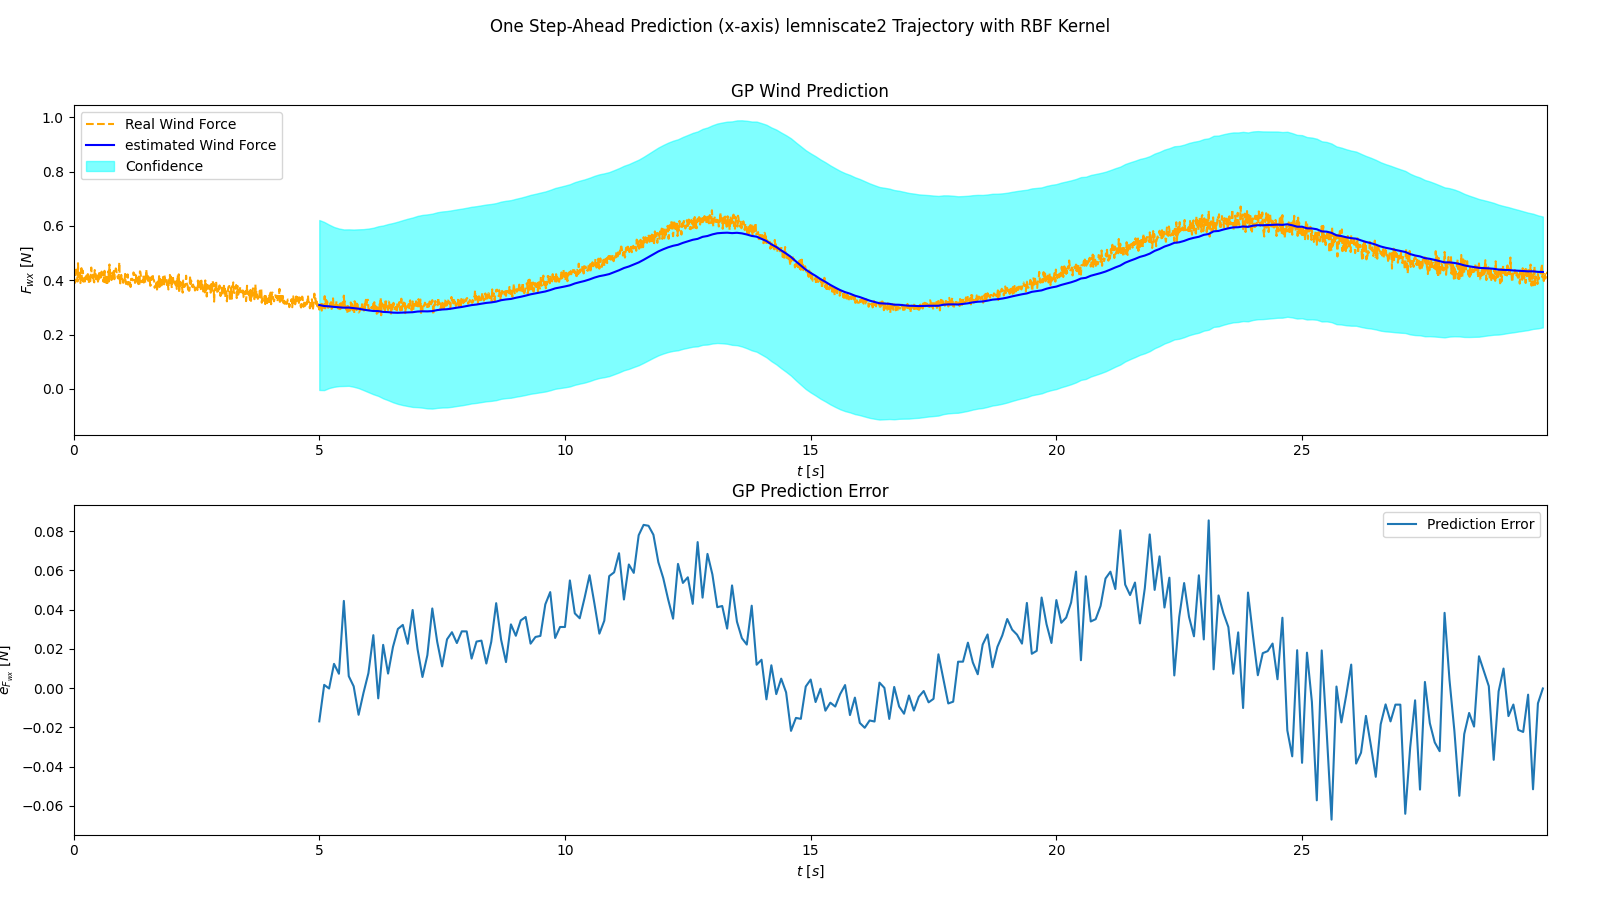 One Step-Ahead Prediction (x-axis) lemniscate2 Trajectory with RBF Kernel
GP Wind Prediction
Real Wind Force
estimated Wind Force
Confidence
1.0
0.8
0.6
0.4
0.2
0.0
F_wx [N]
0 5 10 15 20 25
t [s]
GP Prediction Error
Prediction Error
0.08
0.06
0.04
0.02
0.00
−0.02
−0.04
−0.06
e_F_wx [N]
0 5 10 15 20 25
t [s]